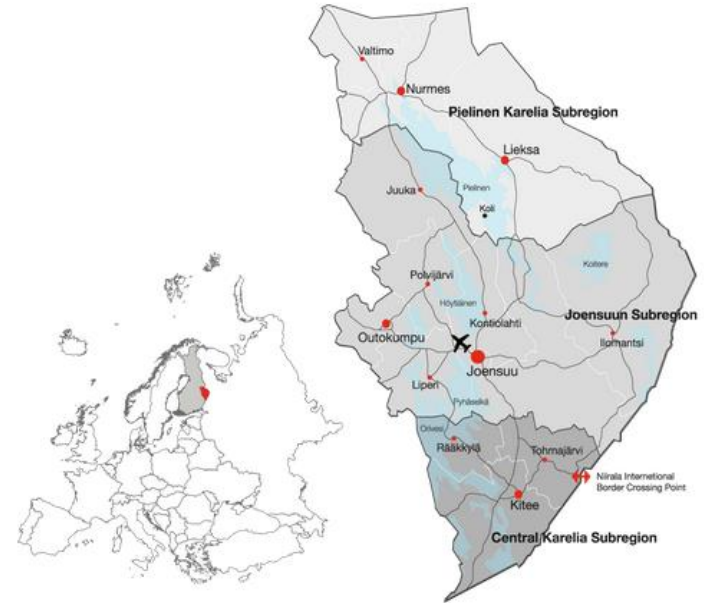 Valtimo
Nurmes
Pielinen Karelia Subregion
Lieksa
Juuka
Pielinen
Koli
Koitere
Polvijärvi
Höytiäinen
Kontiolahti
Joensuun Subregion
Outokumpu
Ilomantsi
Joensuu
Liperi
Pyhäselkä
Orivesi
Rääkkylä
Tohmajärvi
Niirala International
Border Crossing Point
Kitee
Central Karelia Subregion